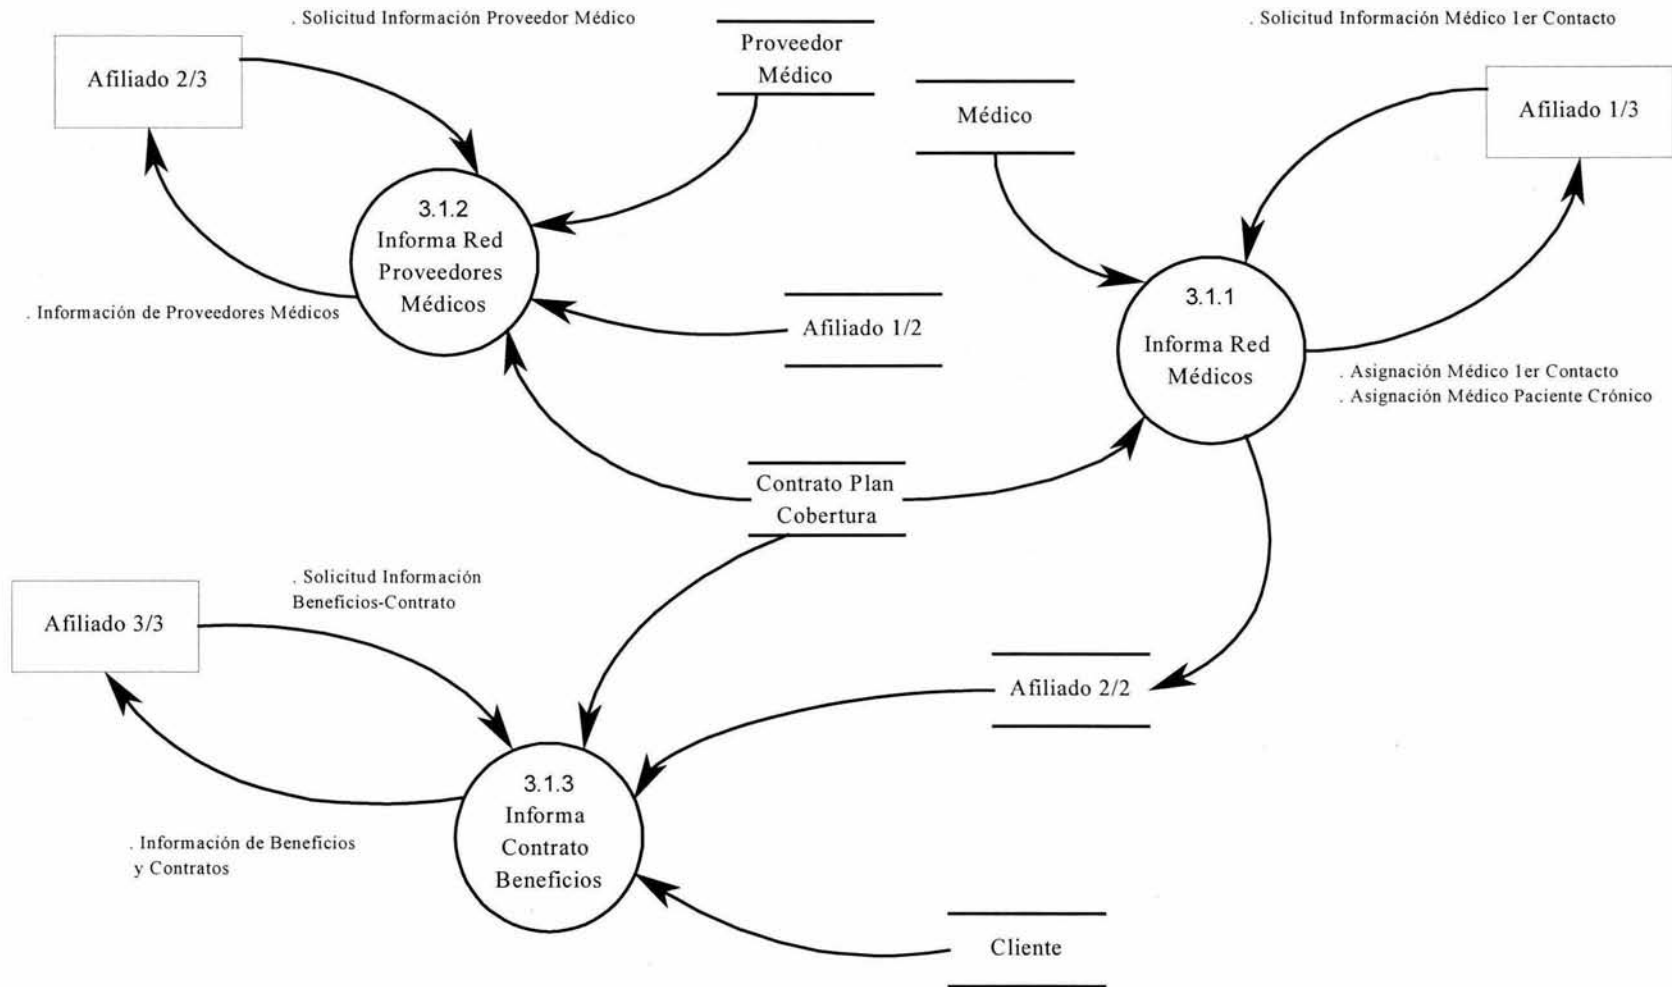 . Solicitud Información Proveedor Médico
. Solicitud Información Médico 1er Contacto
Proveedor
Médico
Afiliado 2/3
Médico
Afiliado 1/3
3.1.2
Informa Red
Proveedores
Médicos
. Información de Proveedores Médicos
Afiliado 1/2
3.1.1
Informa Red
Médicos
. Asignación Médico 1er Contacto
. Asignación Médico Paciente Crónico
Contrato Plan
Cobertura
. Solicitud Información
Beneficios-Contrato
Afiliado 3/3
Afiliado 2/2
3.1.3
Informa
Contrato
Beneficios
. Información de Beneficios
y Contratos
Cliente